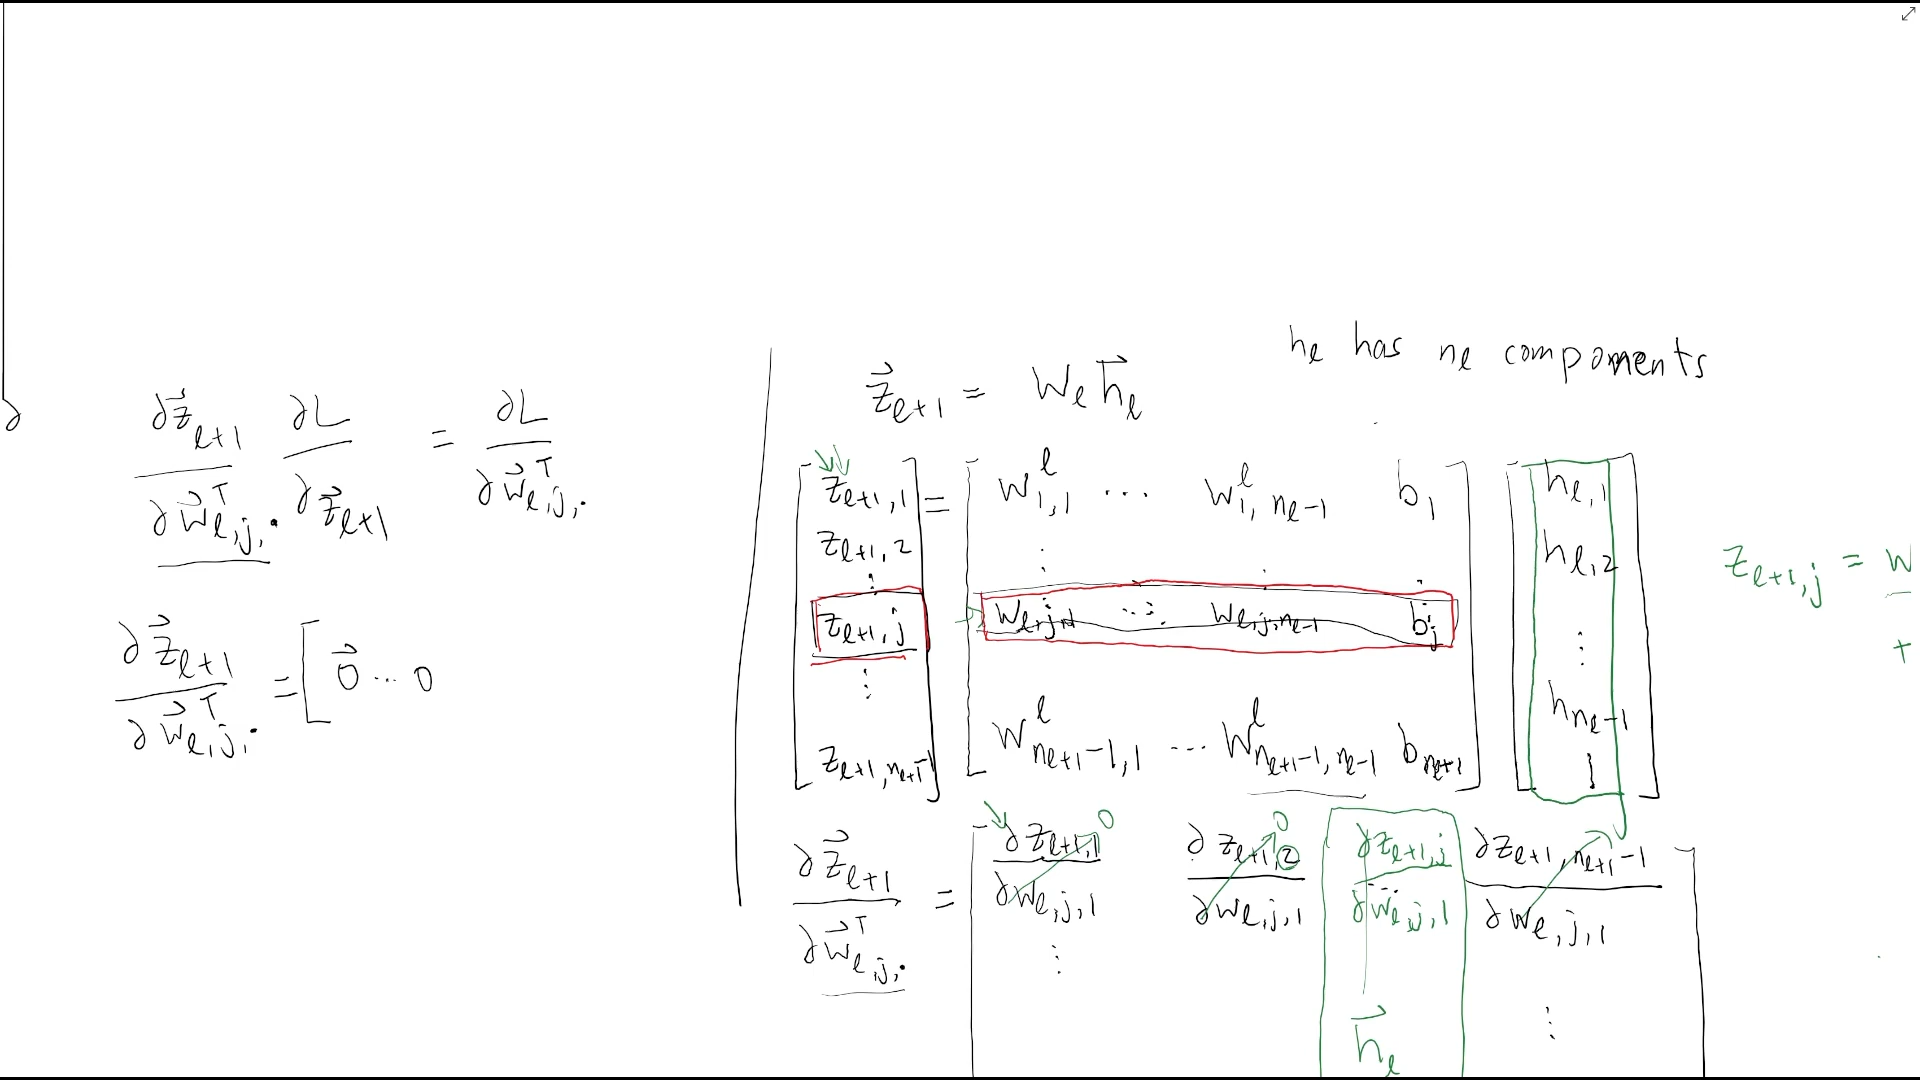 h_ℓ has n_ℓ components
z⃗_{ℓ+1} = W_ℓ h⃗_ℓ
∂z⃗_{ℓ+1}/∂w⃗ᵀ_{ℓ,j,·} ∂L/∂z⃗_{ℓ+1} = ∂L/∂w⃗ᵀ_{ℓ,j,·}
z_{ℓ+1,1} = w^ℓ_{1,1} ... w^ℓ_{1,n_ℓ-1} b_1 h_{ℓ,1}
z_{ℓ+1,2} ⋮ h_{ℓ,2}
z_{ℓ+1,j} = w
⋮
z_{ℓ+1,j} w_{ℓ,j,1} ... w_{ℓ,j,n_ℓ-1} b_j ⋮
+
∂z⃗_{ℓ+1}/∂w⃗ᵀ_{ℓ,j,·} = [ 0⃗ ... 0
⋮ h_{n_ℓ-1}
z_{ℓ+1,n_{ℓ+1}-1} w^ℓ_{n_{ℓ+1}-1,1} ... w^ℓ_{n_{ℓ+1}-1,n_ℓ-1} b_{n_{ℓ+1}} 1
∂z⃗_{ℓ+1}/∂w⃗ᵀ_{ℓ,j,·} = [ ∂z_{ℓ+1,1}/∂w_{ℓ,j,1} 0 ∂z_{ℓ+1,2}/∂w_{ℓ,j,1} 0 ∂z_{ℓ+1,j}/∂w_{ℓ,j,1} ∂z_{ℓ+1,n_{ℓ+1}-1}/∂w_{ℓ,j,1} ]
⋮ ⋮
h⃗_ℓ